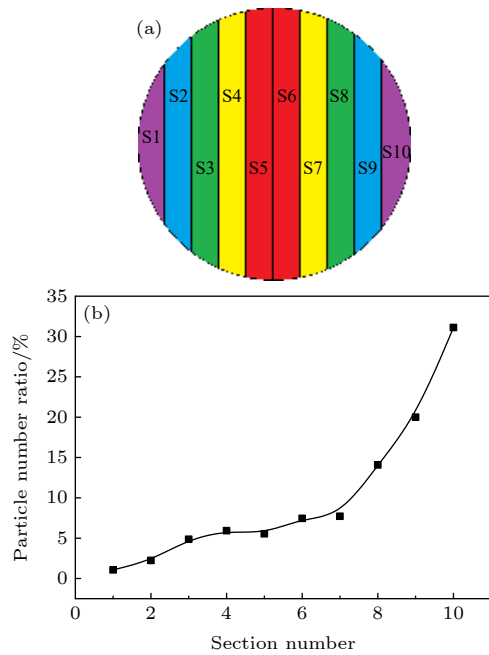 (a)
S1
S2
S3
S4
S5
S6
S7
S8
S9
S10
(b)
Particle number ratio/%
35
30
25
20
15
10
5
0
0 2 4 6 8 10
Section number